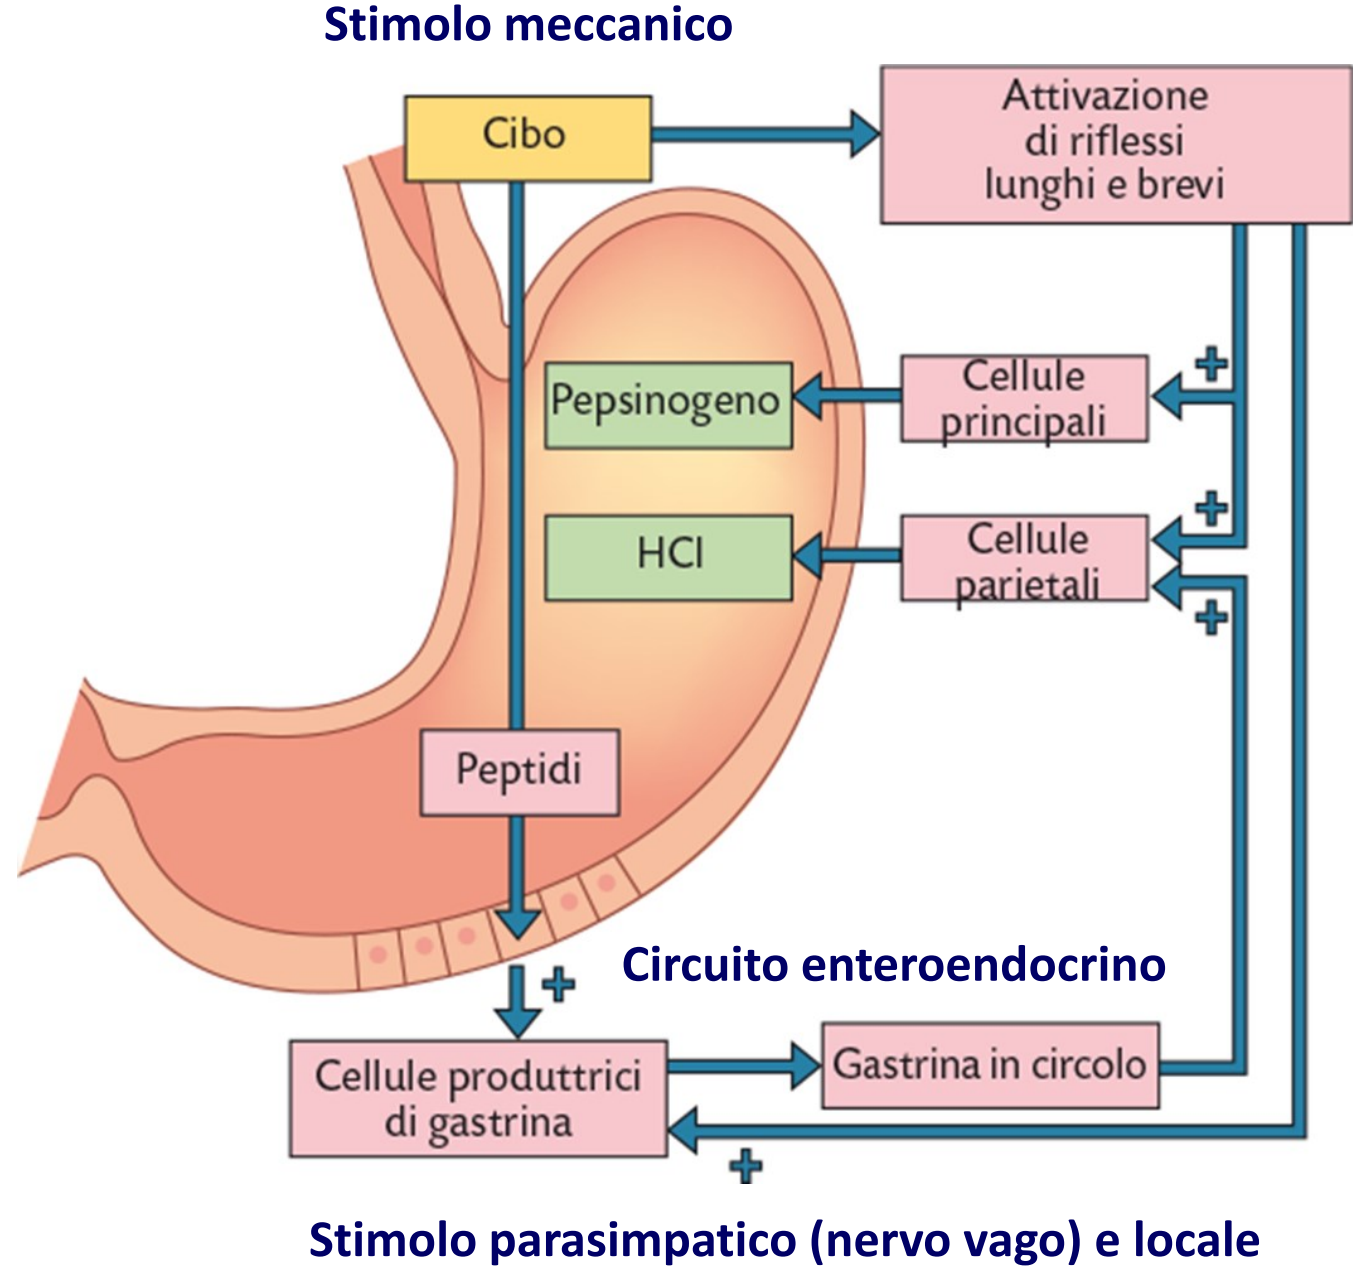 Stimolo meccanico
Cibo
Attivazione
di riflessi
lunghi e brevi
+
Pepsinogeno
Cellule
principali
+
HCl
Cellule
parietali
+
Peptidi
Circuito enteroendocrino
+
Cellule produttrici
di gastrina
Gastrina in circolo
+
Stimolo parasimpatico (nervo vago) e locale